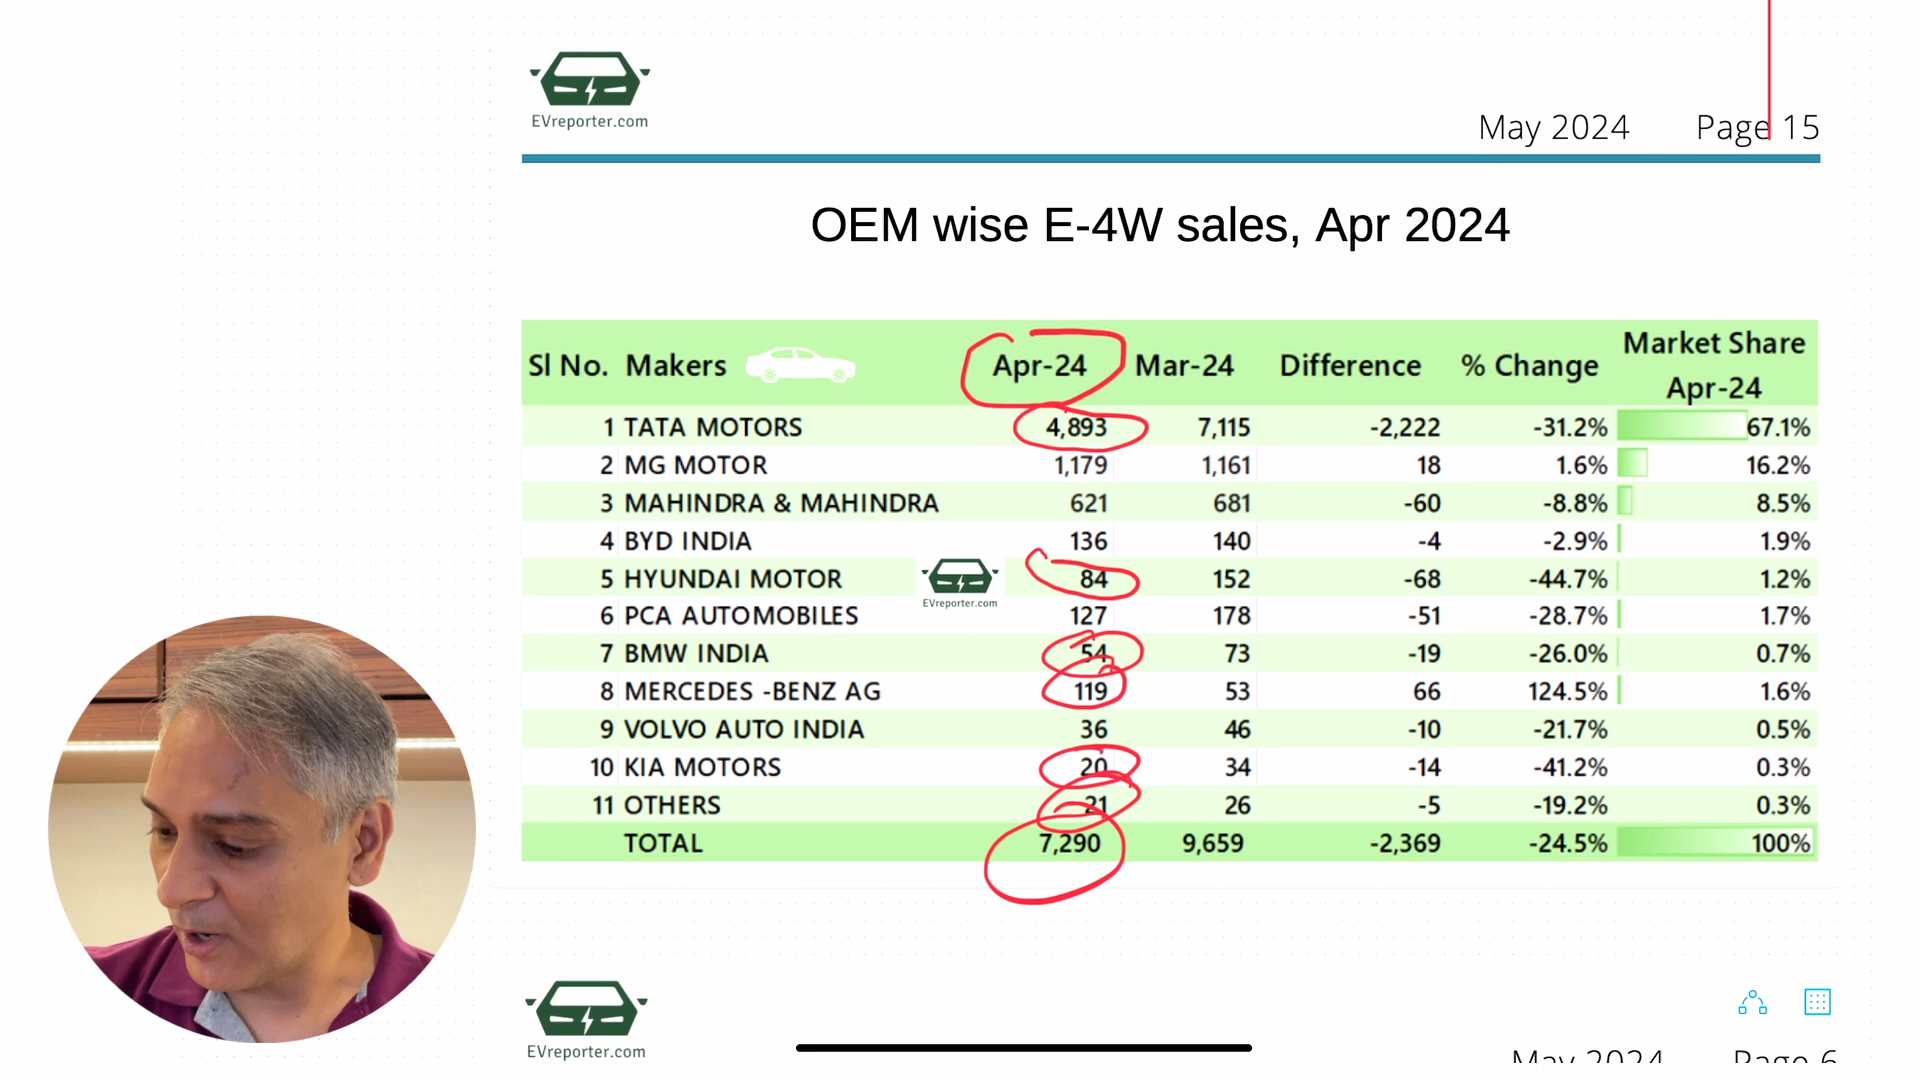 EVreporter.com
May 2024 Page 15
OEM wise E-4W sales, Apr 2024
Sl No. Makers Apr-24 Mar-24 Difference % Change Market Share Apr-24
1 TATA MOTORS 4,893 7,115 -2,222 -31.2% 67.1%
2 MG MOTOR 1,179 1,161 18 1.6% 16.2%
3 MAHINDRA & MAHINDRA 621 681 -60 -8.8% 8.5%
4 BYD INDIA 136 140 -4 -2.9% 1.9%
5 HYUNDAI MOTOR 84 152 -68 -44.7% 1.2%
EVreporter.com
6 PCA AUTOMOBILES 127 178 -51 -28.7% 1.7%
7 BMW INDIA 54 73 -19 -26.0% 0.7%
8 MERCEDES -BENZ AG 119 53 66 124.5% 1.6%
9 VOLVO AUTO INDIA 36 46 -10 -21.7% 0.5%
10 KIA MOTORS 20 34 -14 -41.2% 0.3%
11 OTHERS 21 26 -5 -19.2% 0.3%
TOTAL 7,290 9,659 -2,369 -24.5% 100%
EVreporter.com
May 2024 Page 6